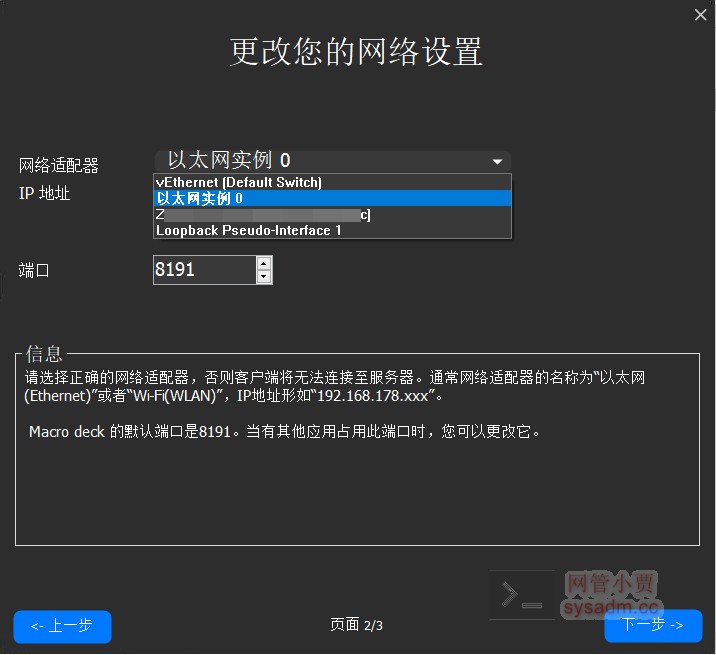 更改您的网络设置
网络适配器
以太网实例 0
IP 地址
vEthernet (Default Switch)
以太网实例 0
Z c]
Loopback Pseudo-Interface 1
端口
8191
信息
请选择正确的网络适配器，否则客户端将无法连接至服务器。通常网络适配器的名称为“以太网
(Ethernet)”或者“Wi-Fi(WLAN)”，IP地址形如“192.168.178.xxx”。
Macro deck 的默认端口是8191。当有其他应用占用此端口时，您可以更改它。
网管小贾
sysadm.cc
<- 上一步
页面 2/3
下一步 ->